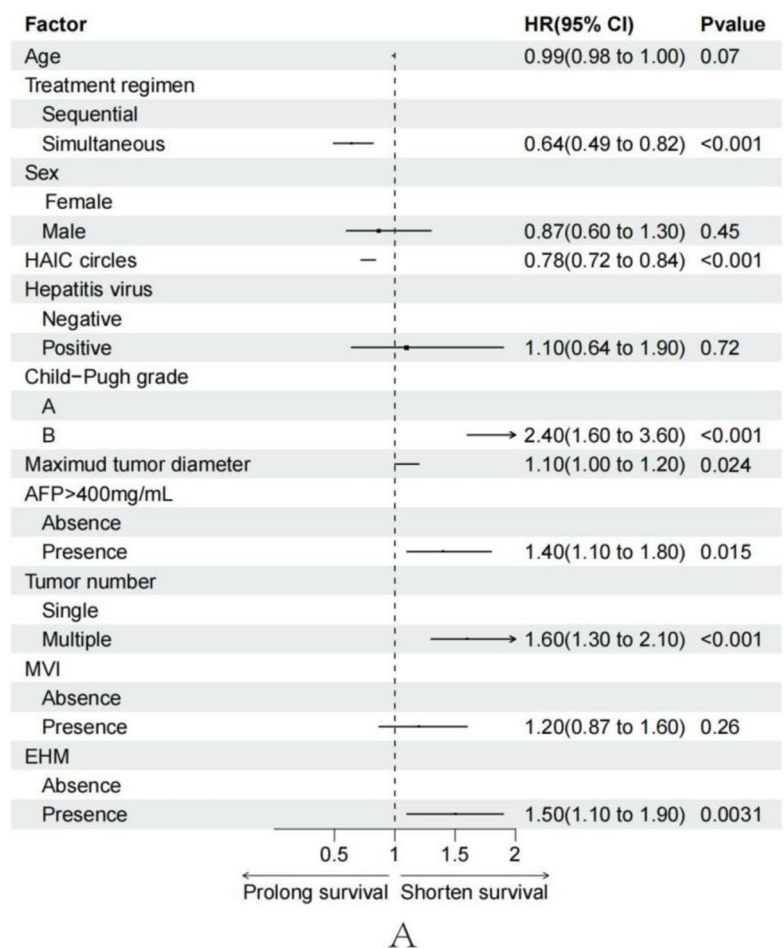 Factor HR(95% CI) Pvalue
Age 0.99(0.98 to 1.00) 0.07
Treatment regimen
Sequential
Simultaneous 0.64(0.49 to 0.82) <0.001
Sex
Female
Male 0.87(0.60 to 1.30) 0.45
HAIC circles 0.78(0.72 to 0.84) <0.001
Hepatitis virus
Negative
Positive 1.10(0.64 to 1.90) 0.72
Child−Pugh grade
A
B 2.40(1.60 to 3.60) <0.001
Maximud tumor diameter 1.10(1.00 to 1.20) 0.024
AFP>400mg/mL
Absence
Presence 1.40(1.10 to 1.80) 0.015
Tumor number
Single
Multiple 1.60(1.30 to 2.10) <0.001
MVI
Absence
Presence 1.20(0.87 to 1.60) 0.26
EHM
Absence
Presence 1.50(1.10 to 1.90) 0.0031
0.5 1 1.5 2
Prolong survival Shorten survival
A